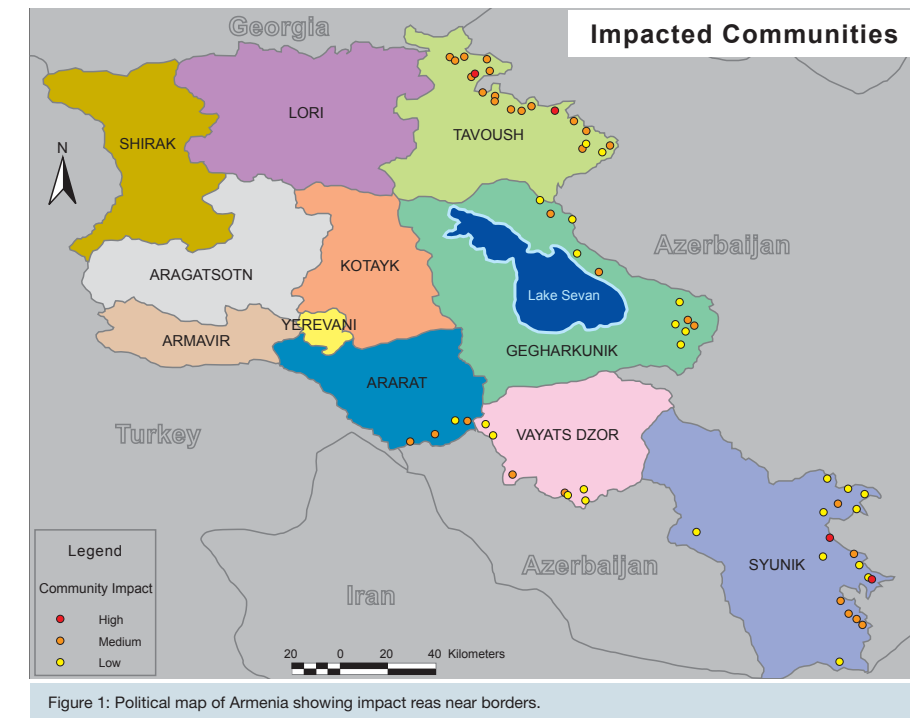 Impacted Communities
Georgia
LORI
TAVOUSH
SHIRAK
N
Azerbaijan
KOTAYK
ARAGATSOTN
Lake Sevan
YEREVANI
ARMAVIR
GEGHARKUNIK
ARARAT
Turkey
VAYATS DZOR
Legend
Azerbaijan
SYUNIK
Community Impact
Iran
High
Medium
Low
20 0 20 40 Kilometers
Figure 1: Political map of Armenia showing impact reas near borders.